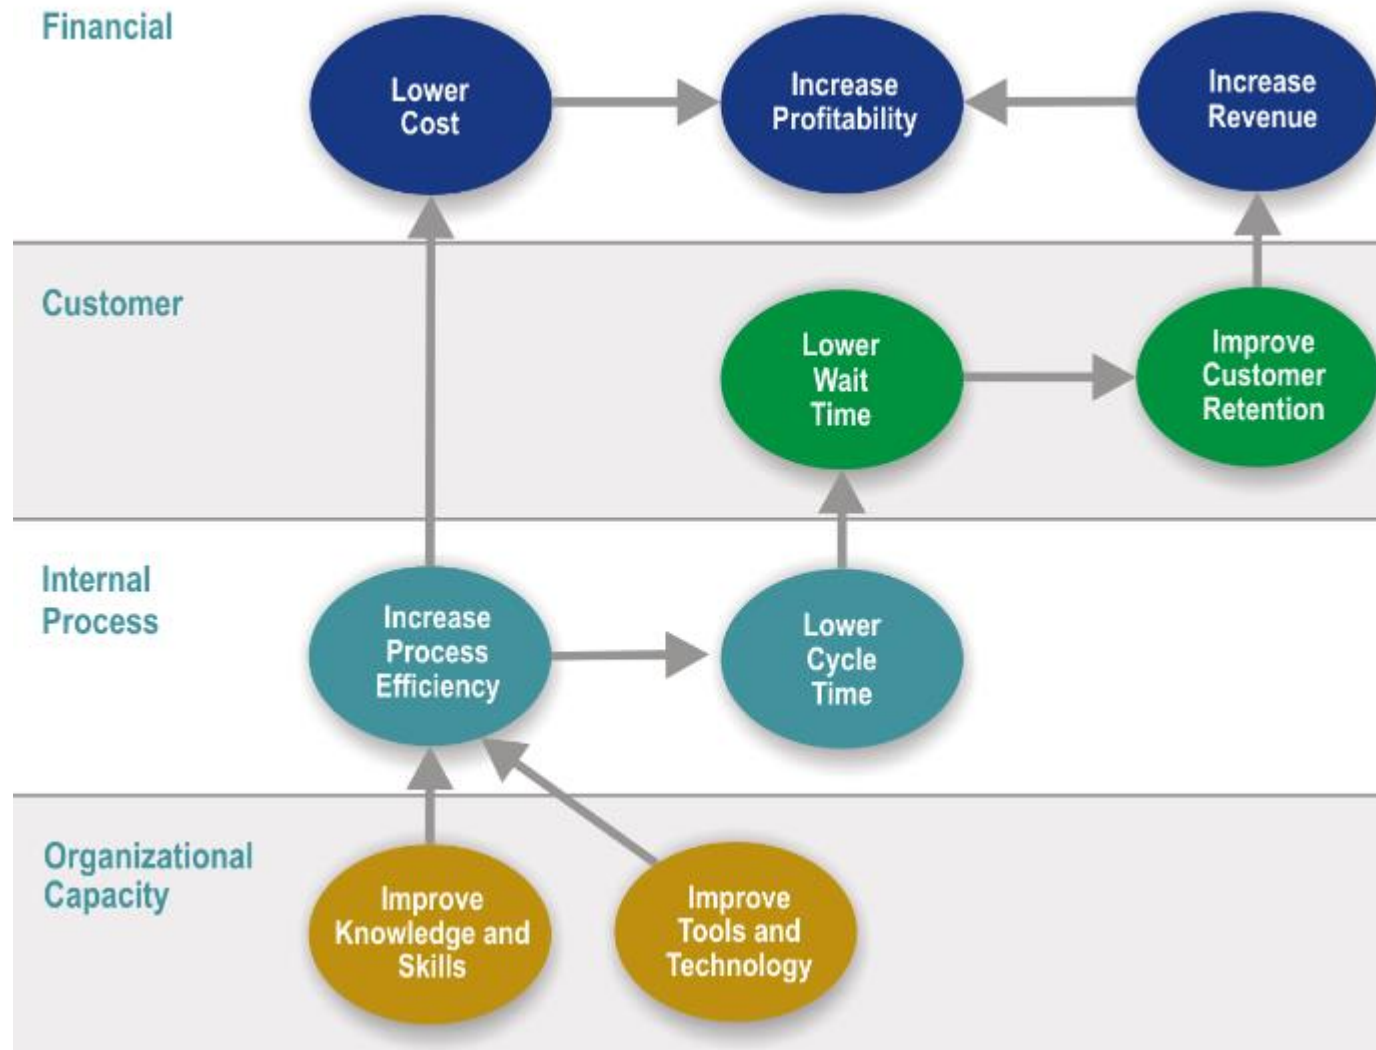 Financial
Lower
Cost
Increase
Profitability
Increase
Revenue
Customer
Lower
Wait
Time
Improve
Customer
Retention
Internal
Process
Increase
Process
Efficiency
Lower
Cycle
Time
Organizational
Capacity
Improve
Knowledge and
Skills
Improve
Tools and
Technology